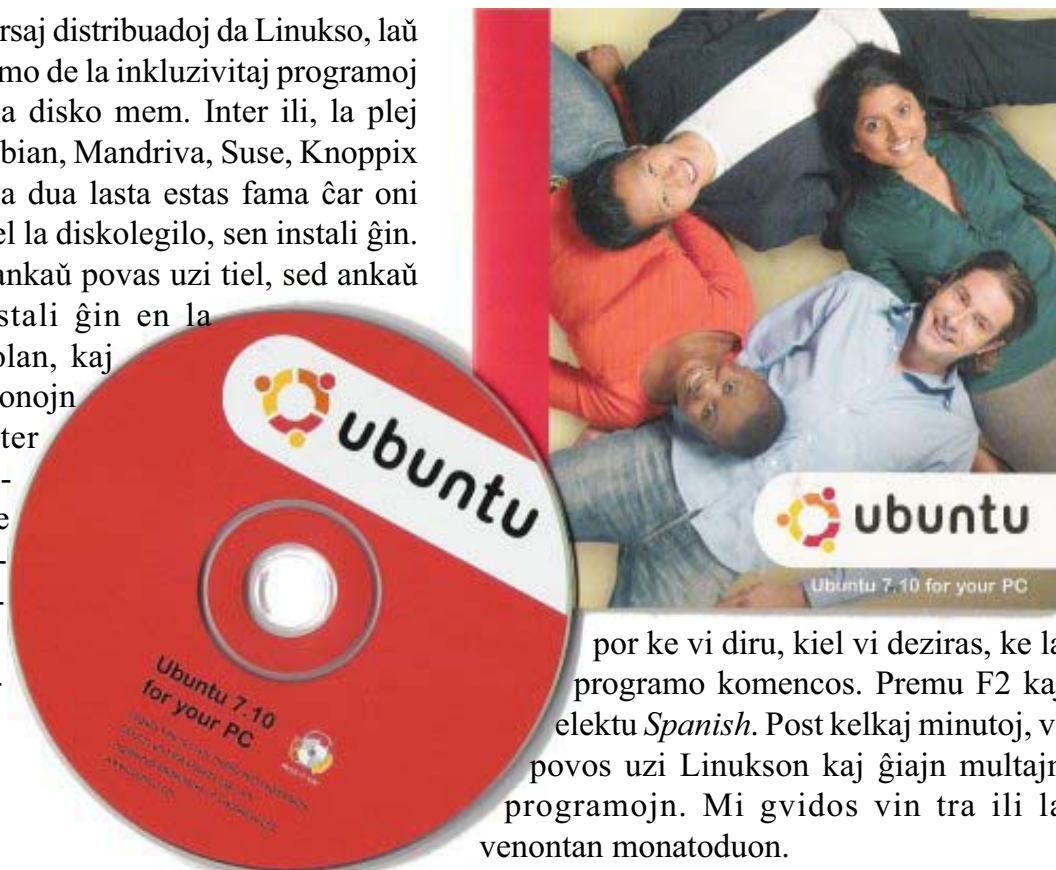 rsaj distribuadoj da Linukso, laŭ
mo de la inkluzivitaj programoj
a disko mem. Inter ili, la plej
bian, Mandriva, Suse, Knoppix
a dua lasta estas fama ĉar oni
el la diskolegilo, sen instali ĝin.
ankaŭ povas uzi tiel, sed ankaŭ
stali ĝin en la
olan, kaj
onojn
ter
-
e
-
-
-
ubuntu
Ubuntu 7.10
for your PC
ubuntu
Ubuntu 7.10 for your PC
por ke vi diru, kiel vi deziras, ke la
programo komencos. Premu F2 kaj
elektu Spanish. Post kelkaj minutoj, v
povos uzi Linukson kaj ĝiajn multajn
programojn. Mi gvidos vin tra ili la
venontan monatoduon.